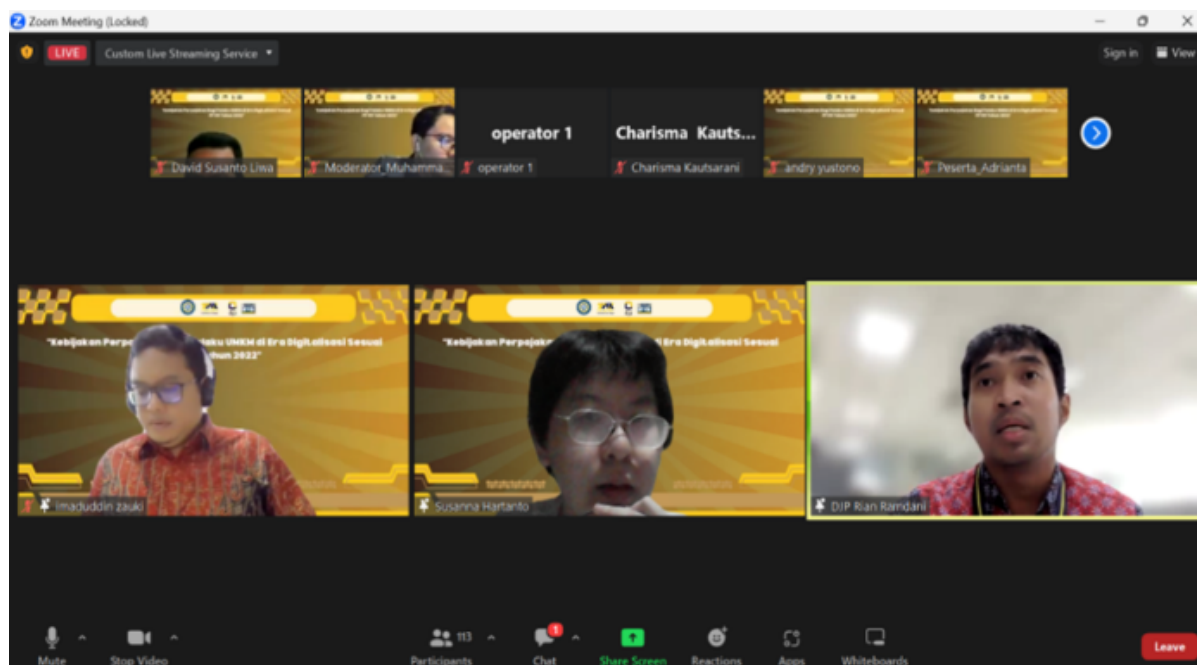 Zoom Meeting (Locked)
LIVE
Custom Live Streaming Service
Sign in
View
David Susanto Liwa
Moderator_Muhamma...
operator 1
operator 1
Charisma Kauts...
Charisma Kautsarani
andry yustono
Peserta_Adrianta
"Kebijakan Perpa
aku UMKM di Era Digitalisasi Sesuai
hun 2022"
imaduddin zauki
"Kebijakan Perpajak
i Era Digitalisasi Sesuai
Susanna Hartanto
DJP Rian Ramdani
Mute
Stop Video
113
Participants
1
Chat
Share Screen
Reactions
Apps
Whiteboards
Leave